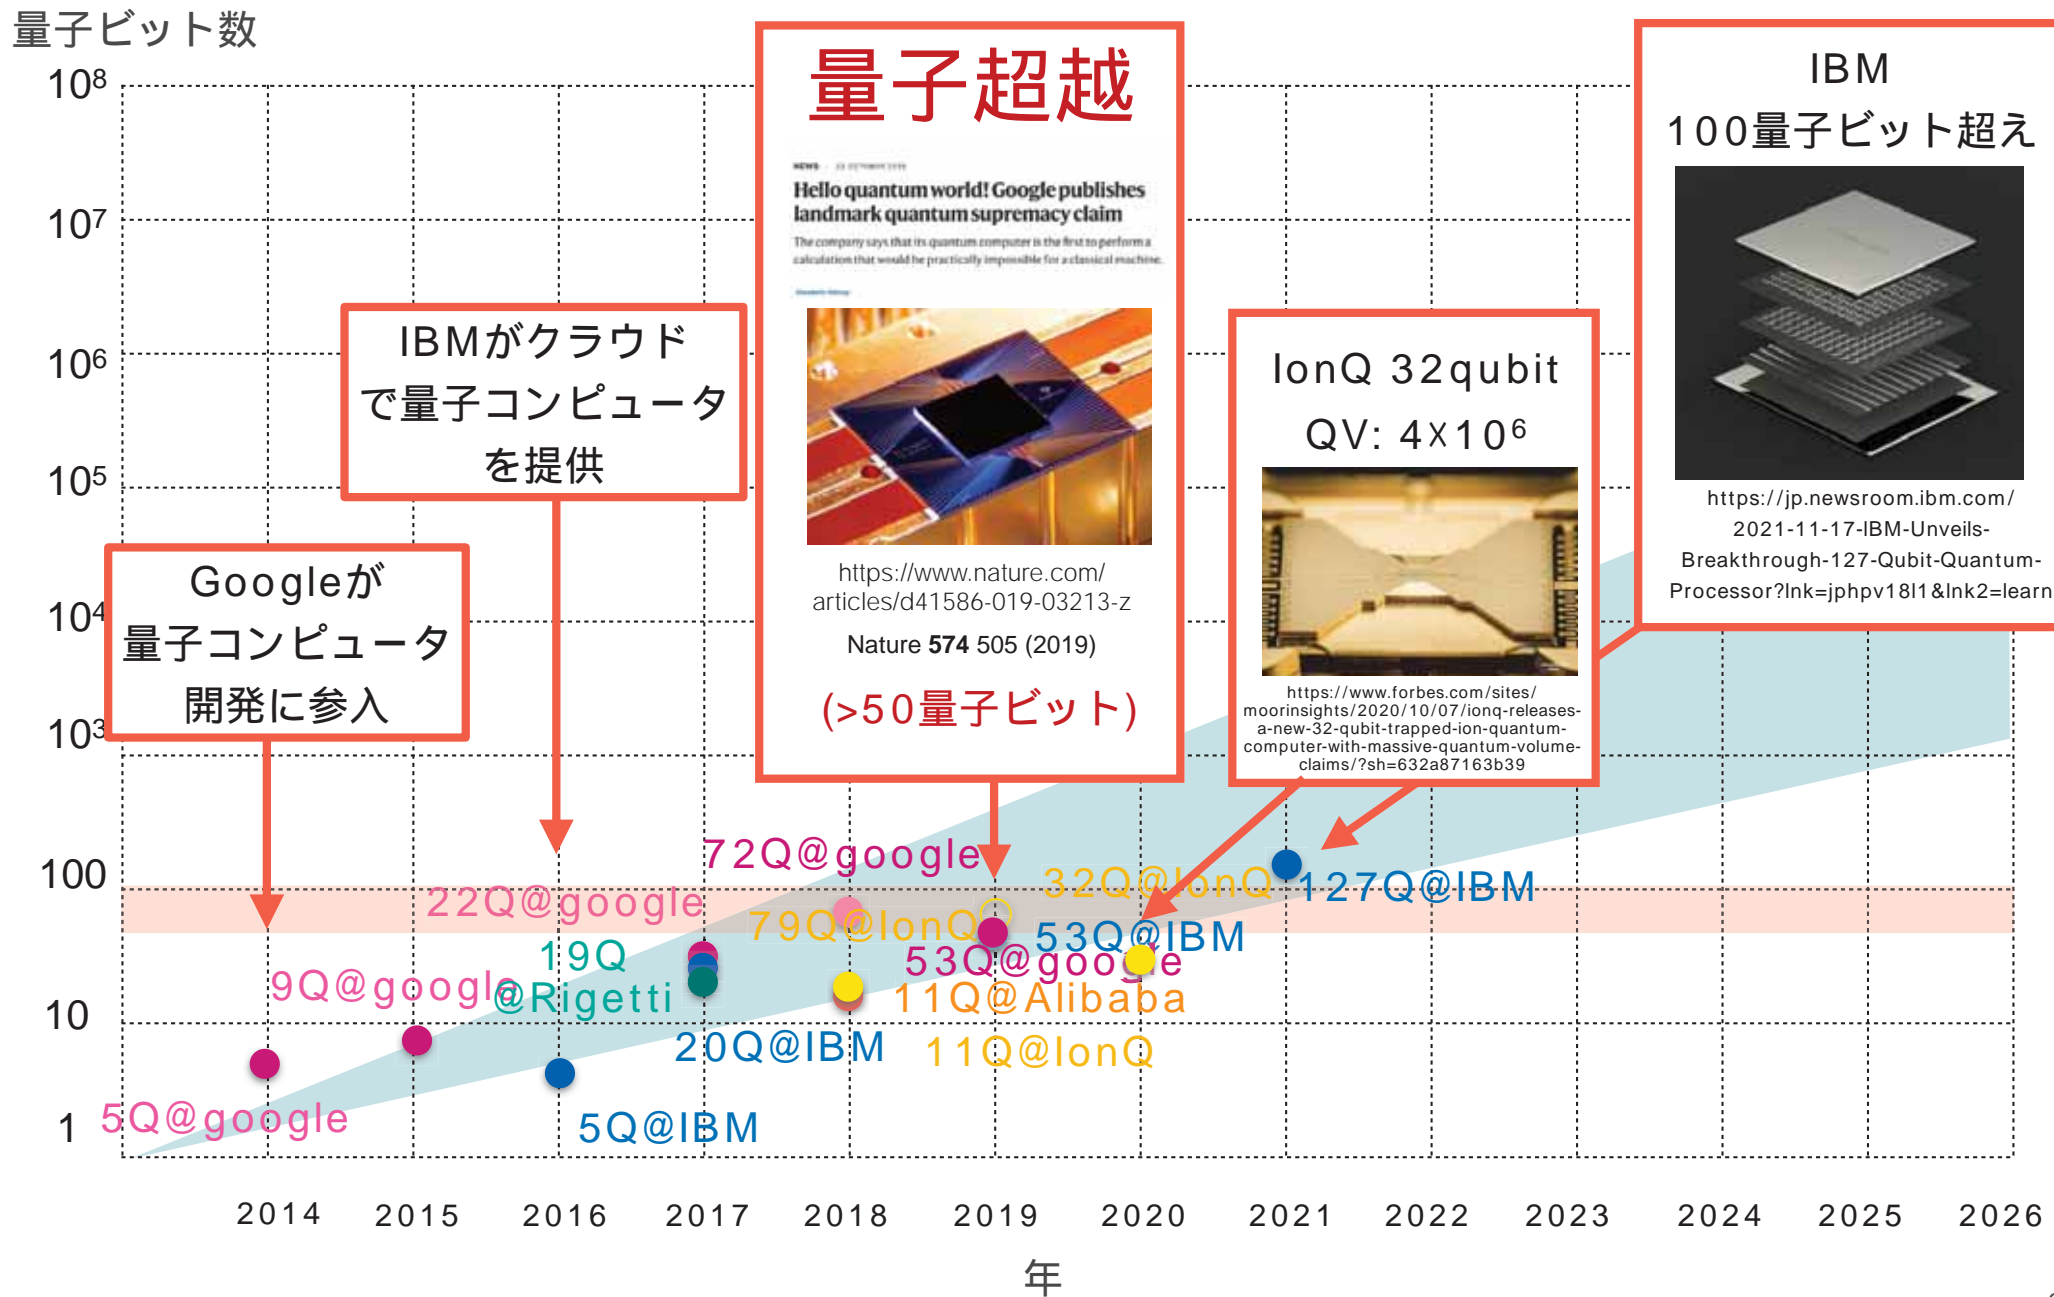 量子ビット数
10⁸
10⁷
10⁶
10⁵
10⁴
10³
100
10
1
Googleが
量子コンピュータ
開発に参入
IBMがクラウド
で量子コンピュータ
を提供
量子超越
NEWS
Hello quantum world! Google publishes
landmark quantum supremacy claim
The company says that its quantum computer is the first to perform a
calculation that would be practically impossible for a classical machine.
https://www.nature.com/
articles/d41586-019-03213-z
Nature 574 505 (2019)
(>50量子ビット)
IonQ 32qubit
QV: 4×10⁶
https://www.forbes.com/sites/
moorinsights/2020/10/07/ionq-releases-
a-new-32-qubit-trapped-ion-quantum-
computer-with-massive-quantum-volume-
claims/?sh=632a87163b39
IBM
100量子ビット超え
https://jp.newsroom.ibm.com/
2021-11-17-IBM-Unveils-
Breakthrough-127-Qubit-Quantum-
Processor?lnk=jphpv18l1&lnk2=learn
72Q@google
22Q@google
32Q@IonQ
127Q@IBM
79Q@IonQ
53Q@IBM
19Q
@Rigetti
53Q@google
9Q@google
11Q@Alibaba
20Q@IBM
11Q@IonQ
5Q@google
5Q@IBM
2014 2015 2016 2017 2018 2019 2020 2021 2022 2023 2024 2025 2026
年